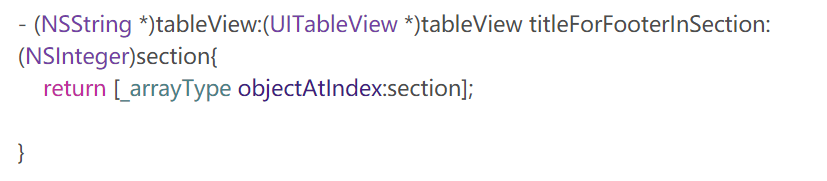 - (NSString *)tableView:(UITableView *)tableView titleForFooterInSection:
(NSInteger)section{
    return [_arrayType objectAtIndex:section];
}